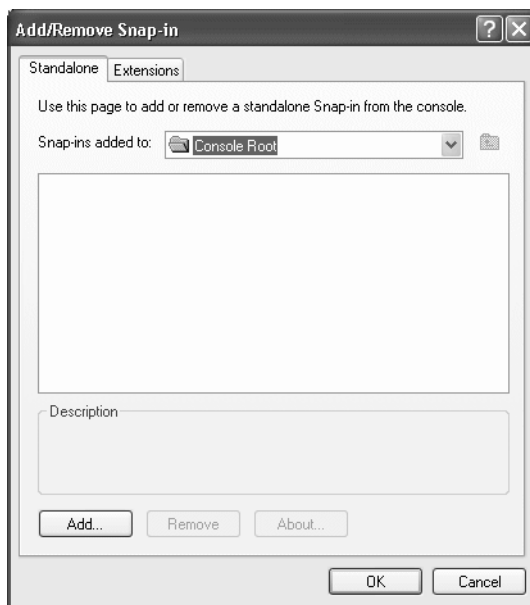 Add/Remove Snap-in
Standalone Extensions
Use this page to add or remove a standalone Snap-in from the console.
Snap-ins added to: Console Root
Description
Add... Remove About...
OK Cancel